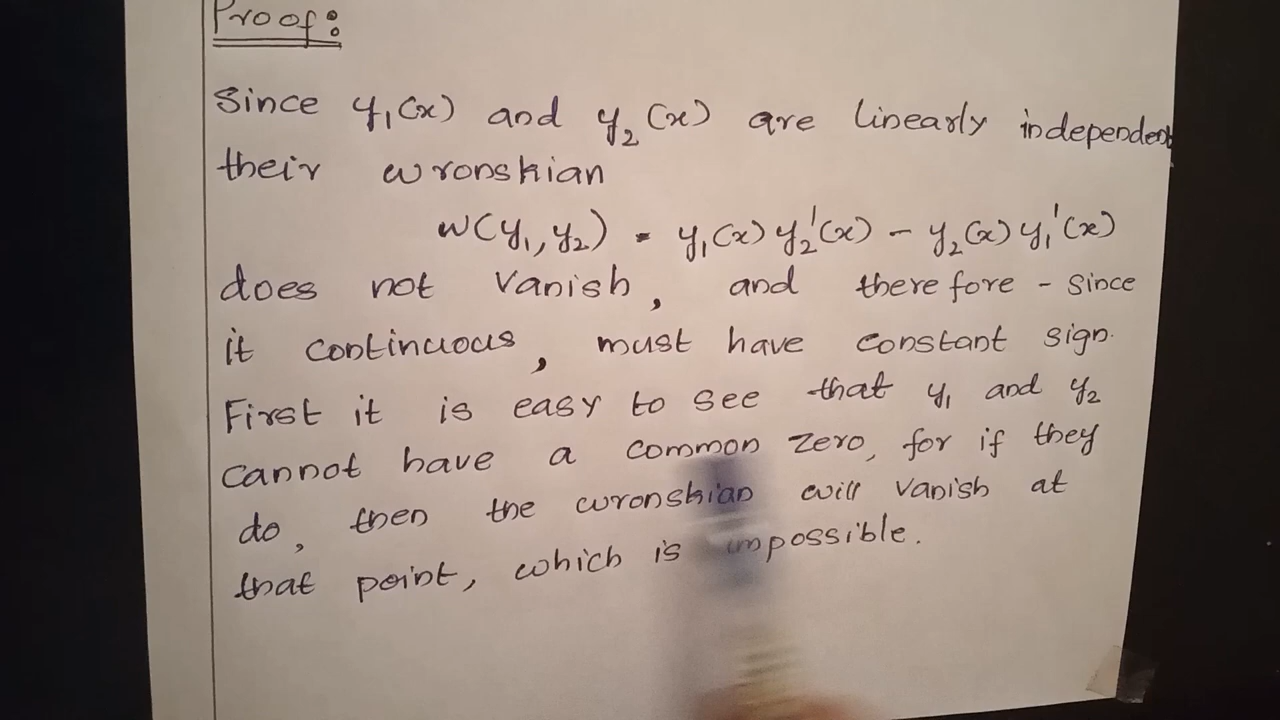 Proof:
Since y₁(x) and y₂(x) are linearly independent
their wronskian
W(y₁, y₂) = y₁(x) y₂'(x) - y₂(x) y₁'(x)
does not vanish, and therefore - since
it continuous, must have constant sign.
First it is easy to see that y₁ and y₂
cannot have a common zero, for if they
do, then the wronskian will vanish at
that point, which is impossible.